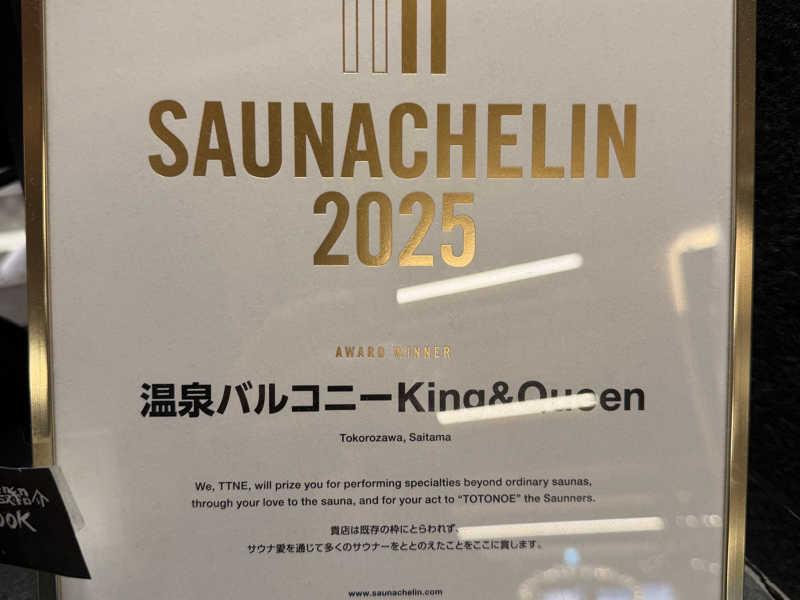 SAUNACHELIN
2025
AWARD WINNER
温泉バルコニーKing&Queen
Tokorozawa, Saitama
We, TTNE, will prize you for performing specialties beyond ordinary saunas,
through your love to the sauna, and for your act to “TOTONOE” the Saunners.
貴店は既存の枠にとらわれず、
サウナ愛を通じて多くのサウナーをととのえたことをここに賞します。
www.saunachelin.com